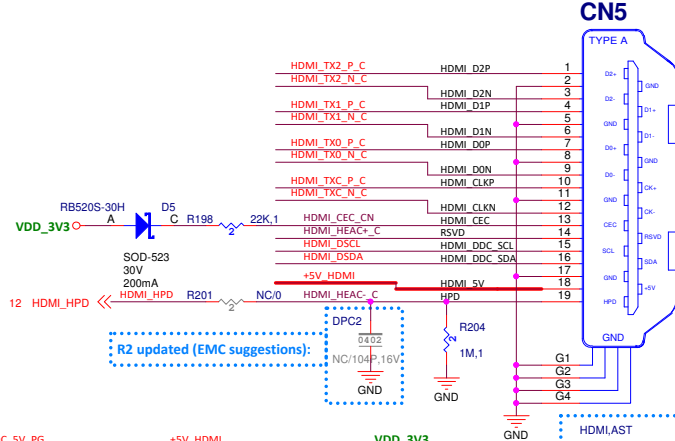 CN5
TYPE A
HDMI_TX2_P_C HDMI_D2P 1 D2+
HDMI_TX2_N_C 2 GND
HDMI_D2N 3 D2-
HDMI_TX1_P_C HDMI_D1P 4 D1+
HDMI_TX1_N_C 5 GND
HDMI_D1N 6 D1-
HDMI_TX0_P_C HDMI_D0P 7 D0+
HDMI_TX0_N_C 8 GND
HDMI_D0N 9 D0-
HDMI_TXC_P_C HDMI_CLKP 10 CK+
HDMI_TXC_N_C 11 GND
HDMI_CLKN 12 CK-
RB520S-30H D5
VDD_3V3 A C R198 2 22K,1 HDMI_CEC_CN HDMI_CEC 13 CEC
HDMI_HEAC+_C RSVD 14 RSVD
HDMI_DSCL HDMI_DDC_SCL 15 SCL
HDMI_DSDA HDMI_DDC_SDA 16 SDA
SOD-523
30V
200mA
17 GND
+5V_HDMI HDMI_5V 18 +5V
12 HDMI_HPD HDMI_HPD R201 2 NC/0 HDMI_HEAC-_C HPD 19 HPD
DPC2
0402
NC/104P,16V
GND
R204
2
1M,1
GND
R2 updated (EMC suggestions):
GND
G1
G2
G3
G4
GND
HDMI,AST
C_5V_PG +5V_HDMI VDD_3V3